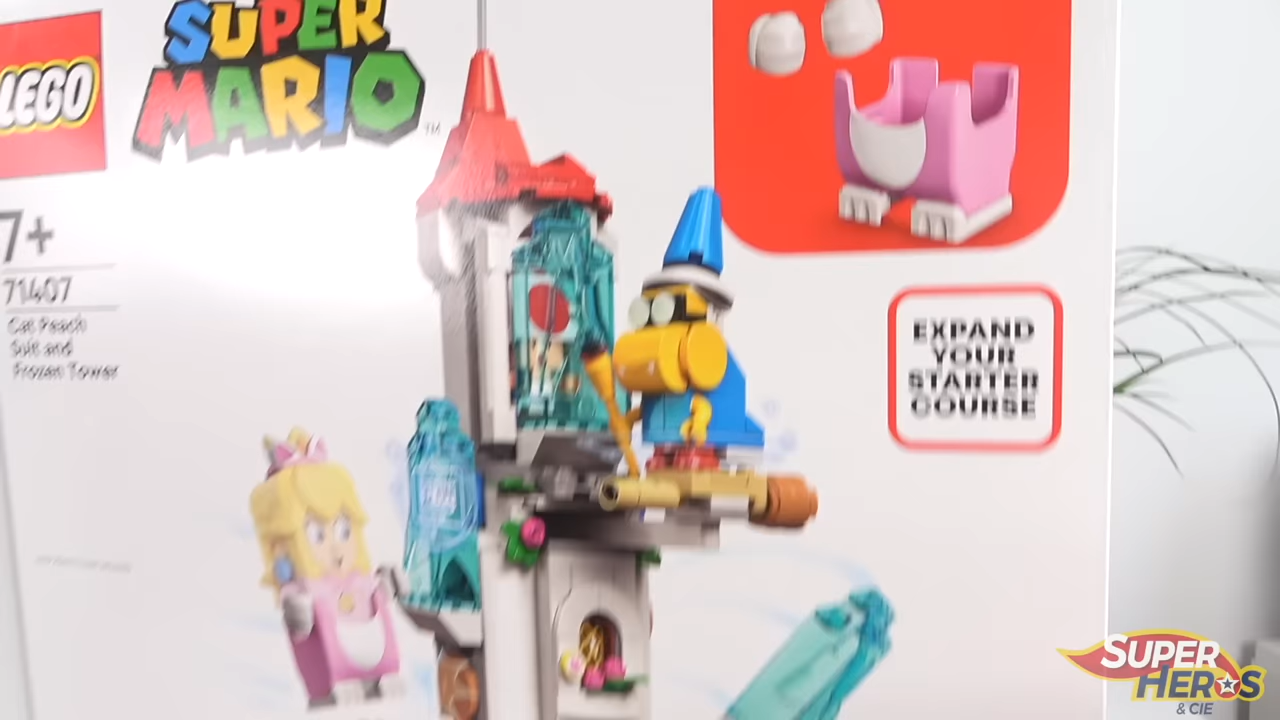 LEGO
SUPER
MARIO
TM
7+
71407
Cat Peach
Suit and
Frozen Tower
EXPAND
YOUR
STARTER
COURSE
SUPER
HEROS
& CIE